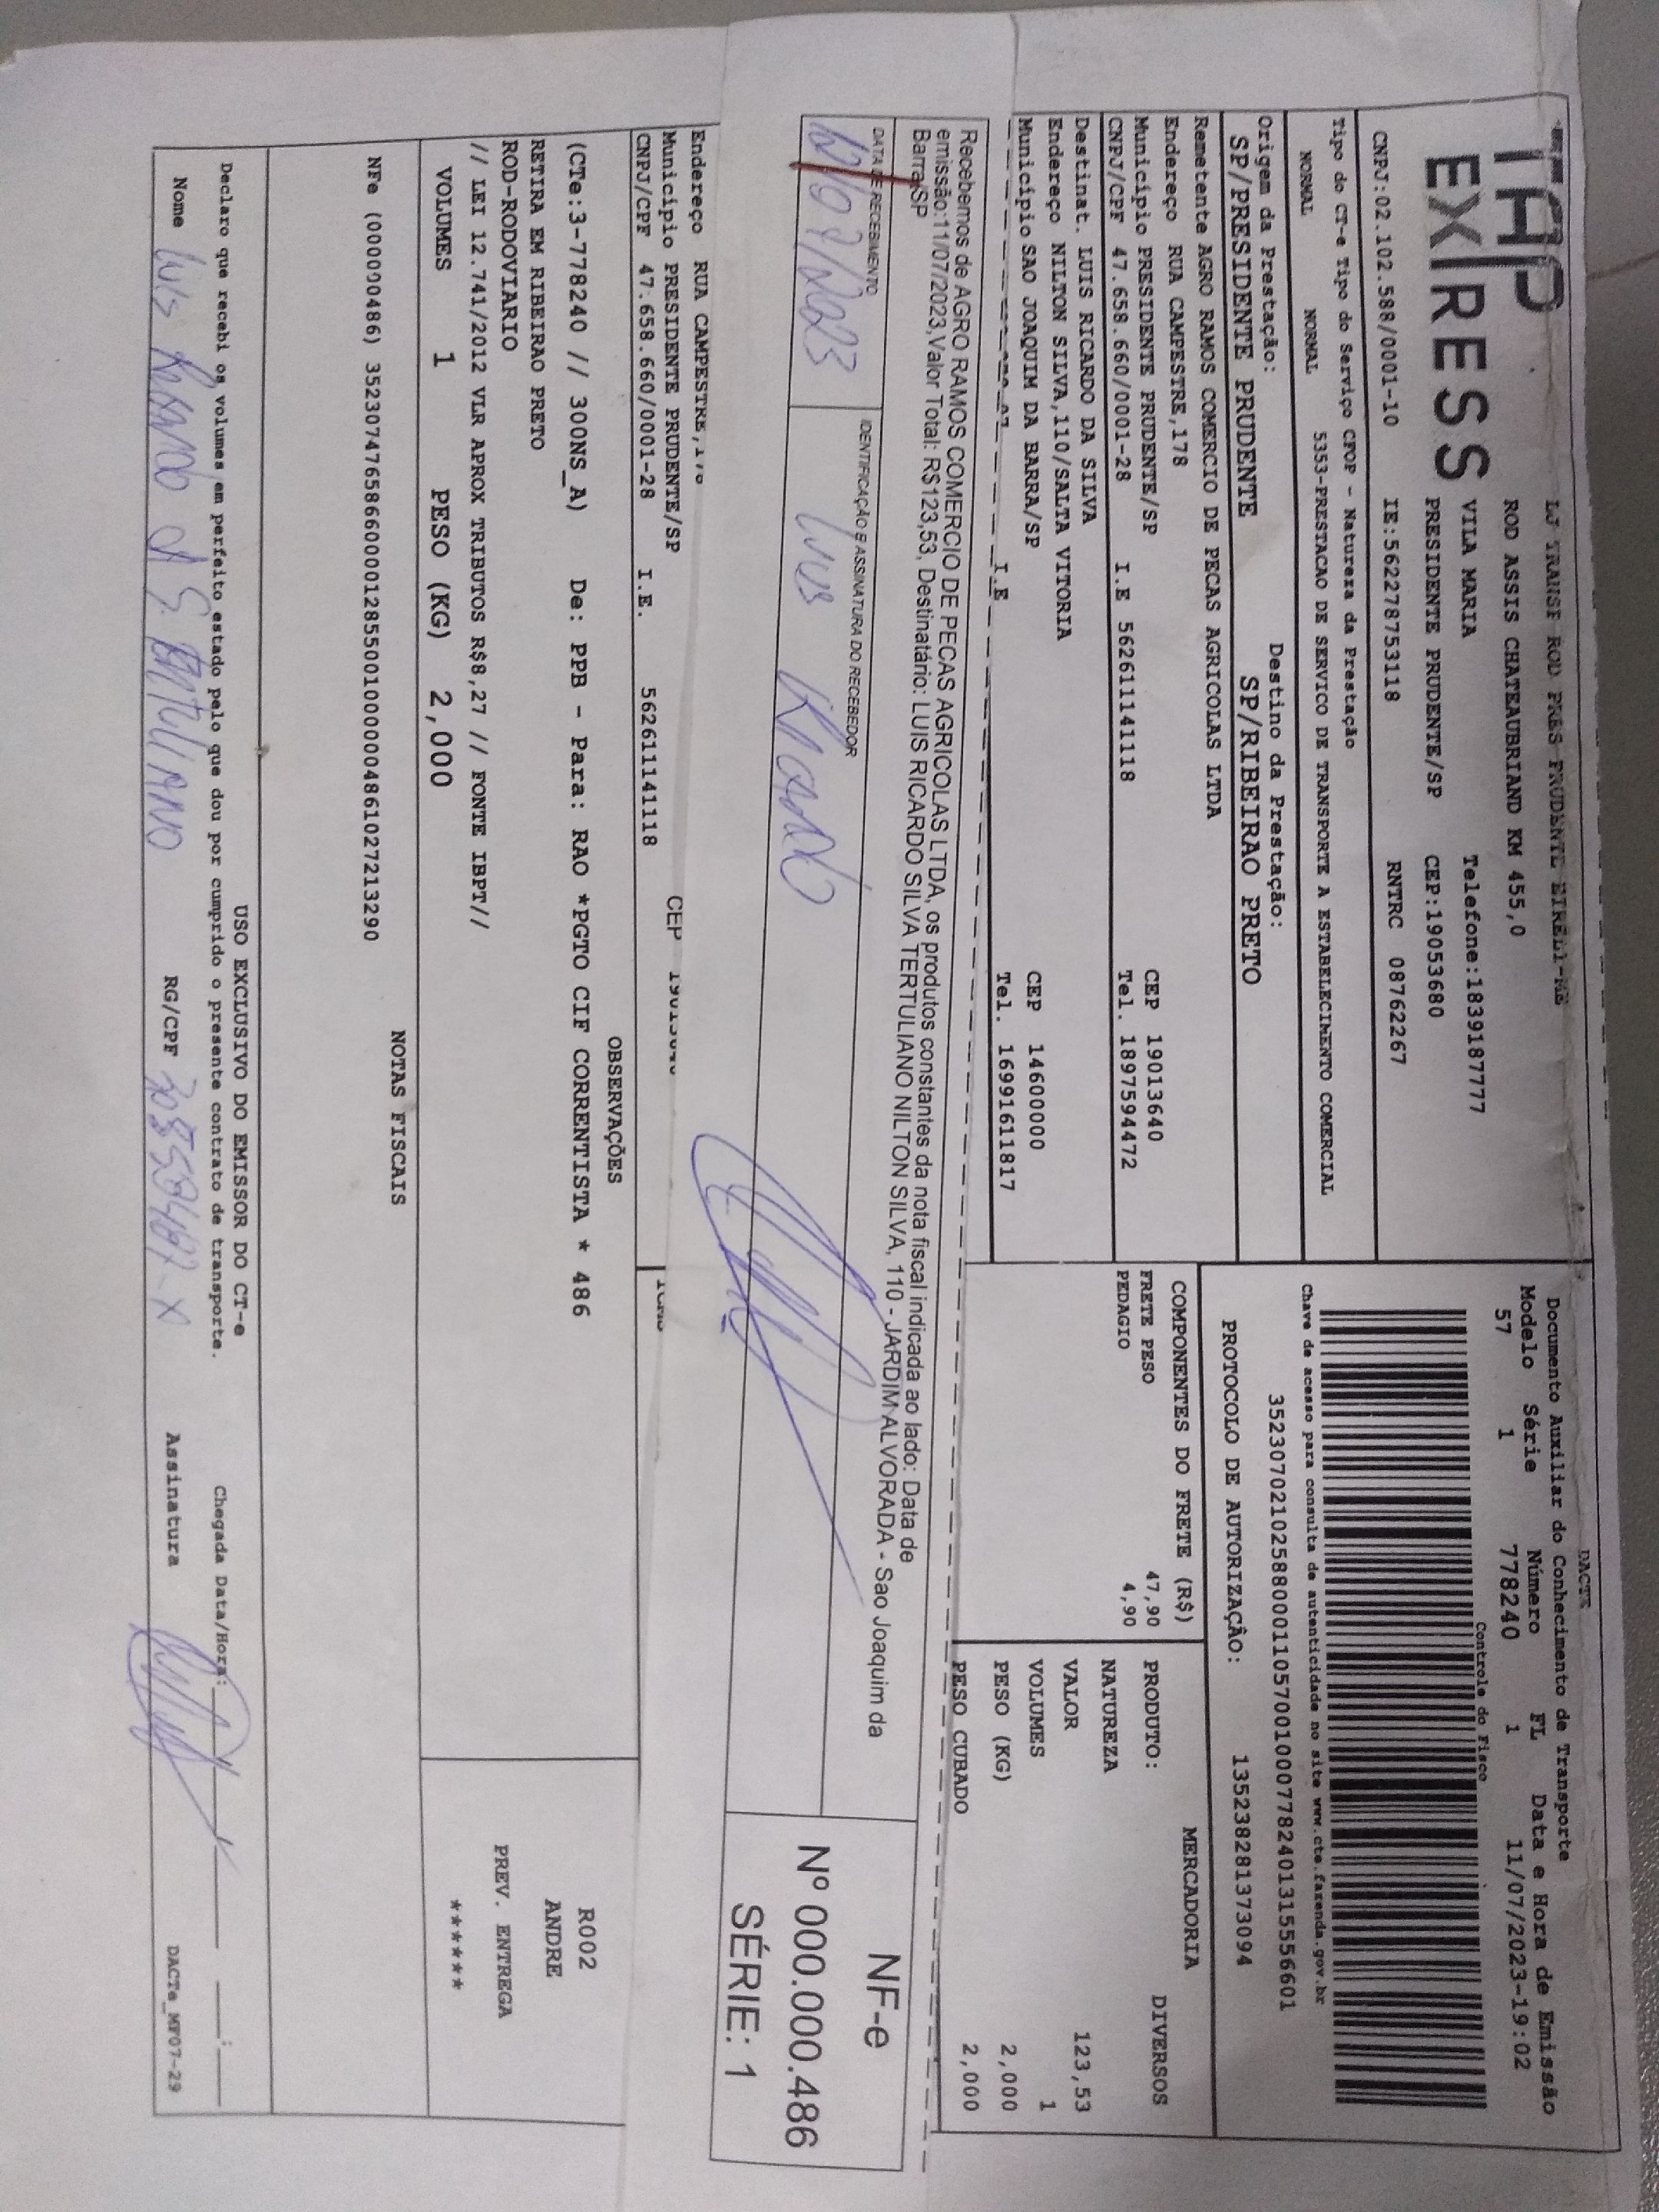 DACTE
TAP
EXPRESS
LJ TRANSP ROD PRES PRUDENTE EIRELI-ME
ROD ASSIS CHATEAUBRIAND KM 455,0
VILA MARIA Telefone:1839187777
PRESIDENTE PRUDENTE/SP CEP:19053680
CNPJ:02.102.588/0001-10 IE:562278753118 RNTRC 08762267
Documento Auxiliar do Conhecimento de Transporte
Modelo Série Número FL Data e Hora de Emissão
57 1 778240 1 11/07/2023-19:02
Controle do Fisco
Tipo do CT-e Tipo do Serviço CFOP - Natureza da Prestação
NORMAL NORMAL 5353-PRESTACAO DE SERVICO DE TRANSPORTE A ESTABELECIMENTO COMERCIAL
Chave de acesso para consulta de autenticidade no site www.cte.fazenda.gov.br
35230702102588000110570010007782401315556601
Origem da Prestação: Destino da Prestação:
SP/PRESIDENTE PRUDENTE SP/RIBEIRAO PRETO
PROTOCOLO DE AUTORIZAÇÃO: 135238281373094
Remetente AGRO RAMOS COMERCIO DE PECAS AGRICOLAS LTDA
Endereço RUA CAMPESTRE,178
Município PRESIDENTE PRUDENTE/SP CEP 19013640
CNPJ/CPF 47.658.660/0001-28 I.E 562611141118 Tel. 1897594472
Destinat. LUIS RICARDO DA SILVA
Endereço NILTON SILVA,110/SALTA VITORIA
Município SAO JOAQUIM DA BARRA/SP CEP 14600000
I.E Tel. 16991611817
COMPONENTES DO FRETE (R$)
FRETE PESO 47,90
PEDAGIO 4,90
MERCADORIA
PRODUTO: DIVERSOS
NATUREZA
VALOR 123,53
VOLUMES 1
PESO (KG) 2,000
PESO CUBADO 2,000
Recebemos de AGRO RAMOS COMERCIO DE PECAS AGRICOLAS LTDA, os produtos constantes da nota fiscal indicada ao lado: Data de
emissão:11/07/2023,Valor Total: R$123,53, Destinatário: LUIS RICARDO SILVA TERTULIANO NILTON SILVA, 110 - JARDIM ALVORADA - Sao Joaquim da
Barra-SP
DATA DE RECEBIMENTO IDENTIFICAÇÃO E ASSINATURA DO RECEBEDOR
Luis Ricardo
NF-e
Nº 000.000.486
SÉRIE: 1
Endereço RUA CAMPESTRE,178
Município PRESIDENTE PRUDENTE/SP CEP 19013640
CNPJ/CPF 47.658.660/0001-28 I.E. 562611141118
OBSERVAÇÕES
(CTe:3-778240 // 300NS_A) De: PPB - Para: RAO *PGTO CIF CORRENTISTA * 486
RETIRA EM RIBEIRAO PRETO
ROD-RODOVIARIO
// LEI 12.741/2012 VLR APROX TRIBUTOS R$8,27 // FONTE IBPT//
R002
ANDRE
PREV. ENTREGA
*******
VOLUMES 1 PESO (KG) 2,000
NOTAS FISCAIS
NFe (000000486) 35230747658660000128550010000004861027213290
USO EXCLUSIVO DO EMISSOR DO CT-e
Declaro que recebi os volumes em perfeito estado pelo que dou por cumprido o presente contrato de transporte. Chegada Data/Hora: ___:___
Nome Luis Ricardo d S. RG/CPF Assinatura
DACTe_MF07-29